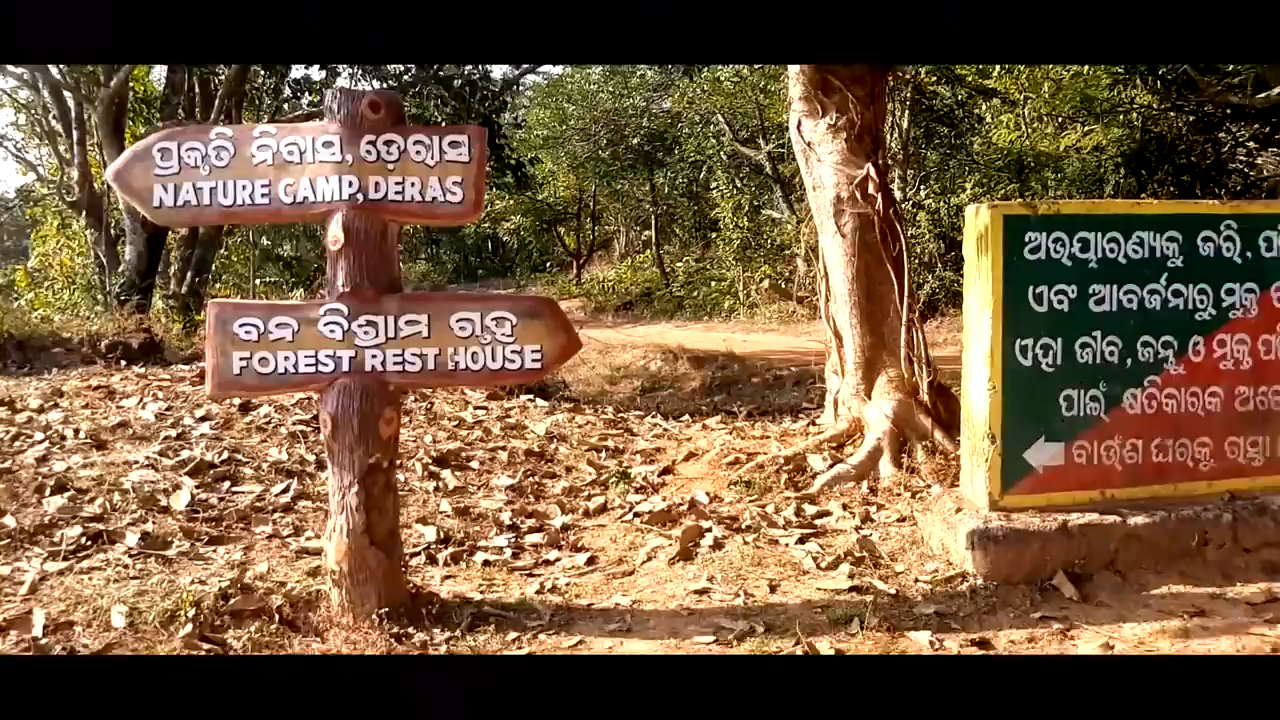 ପ୍ରକୃତି ନିବାସ, ଡେରାସ
NATURE CAMP, DERAS
ବନ ବିଶ୍ରାମ ଗୃହ
FOREST REST HOUSE
ଅଭୟାରଣ୍ୟକୁ ଜରି,
ଏବଂ ଆବର୍ଜନାରୁ ମୁକ୍ତ
ଏହା ଜୀବ, ଜନ୍ତୁ ଓ ମୁକ୍ତ
ପାଇଁ କ୍ଷତିକାରକ
ବାଉଁଶ ଘରକୁ ରାସ୍ତା